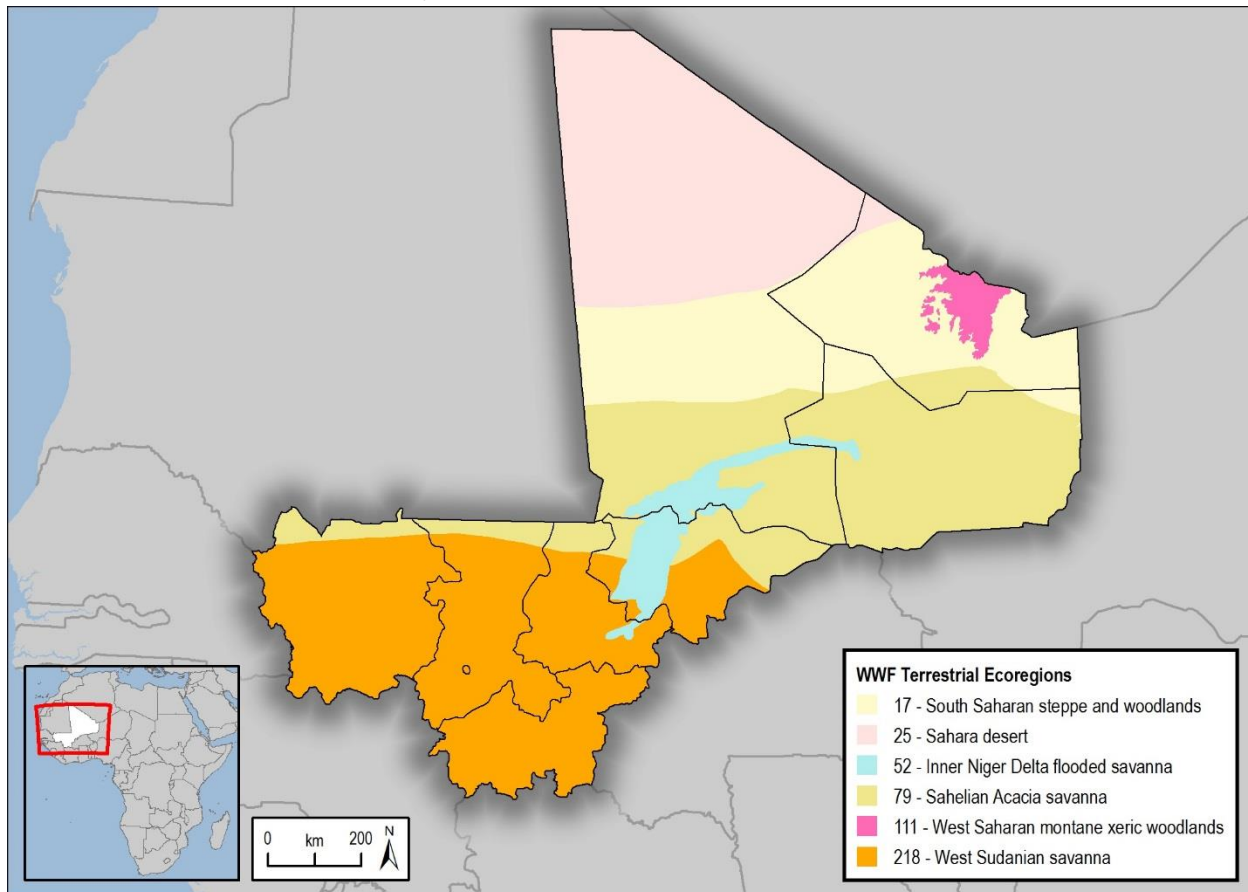 WWF Terrestrial Ecoregions
17 - South Saharan steppe and woodlands
25 - Sahara desert
52 - Inner Niger Delta flooded savanna
79 - Sahelian Acacia savanna
111 - West Saharan montane xeric woodlands
218 - West Sudanian savanna
0 km 200
N